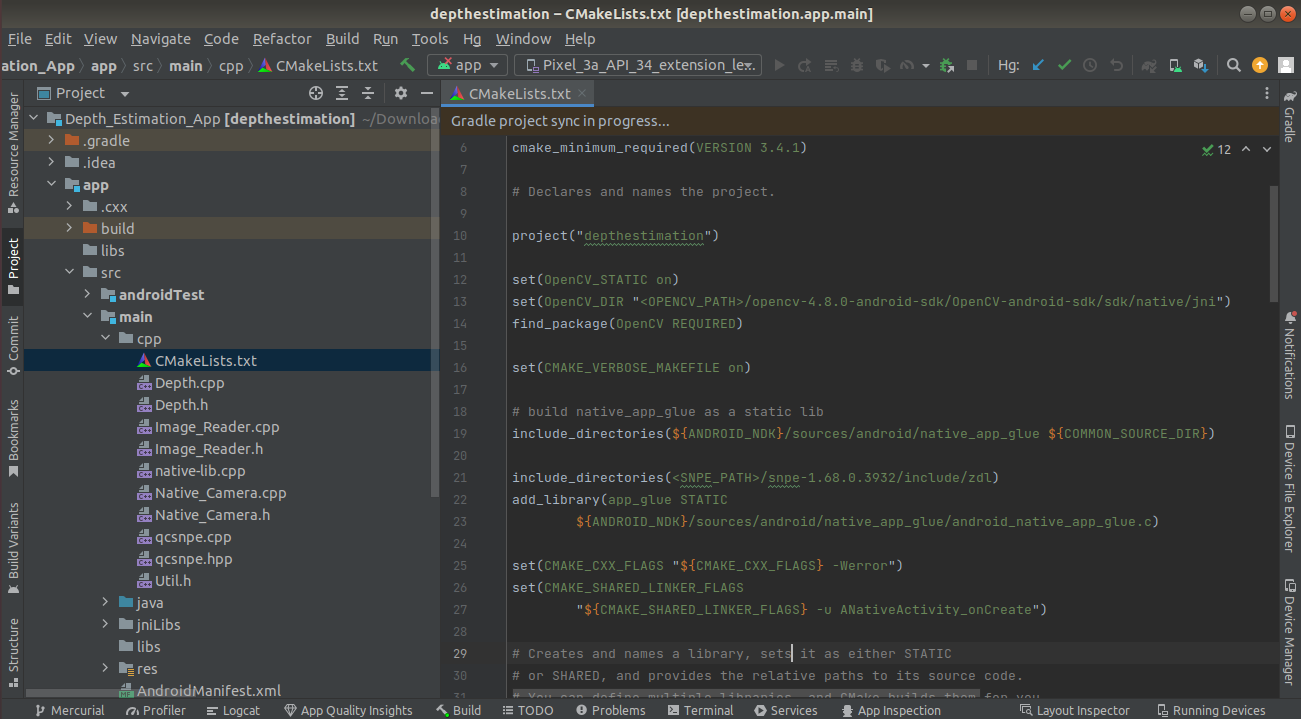 depthestimation – CMakeLists.txt [depthestimation.app.main]
File Edit View Navigate Code Refactor Build Run Tools Hg Window Help
ation_App app src main cpp CMakeLists.txt app Pixel_3a_API_34_extension_le... Hg:
Project CMakeLists.txt
Resource Manager
Project
Commit
Bookmarks
Build Variants
Structure
Depth_Estimation_App [depthestimation] ~/Downloa
.gradle
.idea
app
.cxx
build
libs
src
androidTest
main
cpp
CMakeLists.txt
Depth.cpp
Depth.h
Image_Reader.cpp
Image_Reader.h
native-lib.cpp
Native_Camera.cpp
Native_Camera.h
qcsnpe.cpp
qcsnpe.hpp
Util.h
java
jniLibs
libs
res
AndroidManifest.xml
Gradle project sync in progress...
12
6 cmake_minimum_required(VERSION 3.4.1)
7
8 # Declares and names the project.
9
10 project("depthestimation")
11
12 set(OpenCV_STATIC on)
13 set(OpenCV_DIR "<OPENCV_PATH>/opencv-4.8.0-android-sdk/OpenCV-android-sdk/sdk/native/jni")
14 find_package(OpenCV REQUIRED)
15
16 set(CMAKE_VERBOSE_MAKEFILE on)
17
18 # build native_app_glue as a static lib
19 include_directories(${ANDROID_NDK}/sources/android/native_app_glue ${COMMON_SOURCE_DIR})
20
21 include_directories(<SNPE_PATH>/snpe-1.68.0.3932/include/zdl)
22 add_library(app_glue STATIC
23 ${ANDROID_NDK}/sources/android/native_app_glue/android_native_app_glue.c)
24
25 set(CMAKE_CXX_FLAGS "${CMAKE_CXX_FLAGS} -Werror")
26 set(CMAKE_SHARED_LINKER_FLAGS
27 "${CMAKE_SHARED_LINKER_FLAGS} -u ANativeActivity_onCreate")
28
29 # Creates and names a library, sets it as either STATIC
30 # or SHARED, and provides the relative paths to its source code.
31 # You can define multiple libraries, and CMake builds them for you.
Gradle
Notifications
Device File Explorer
Device Manager
Mercurial Profiler Logcat App Quality Insights Build TODO Problems Terminal Services App Inspection Layout Inspector Running Devices